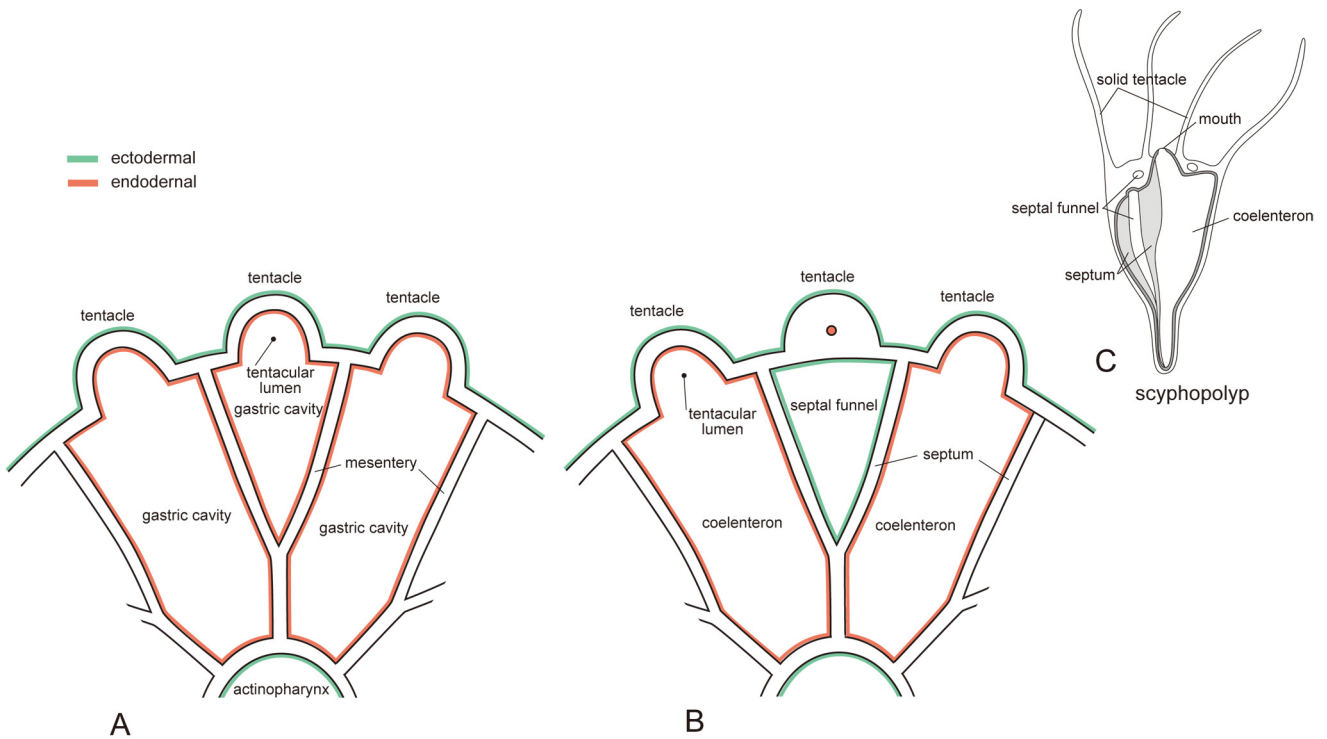 ectodermal
endodernal
tentacle
tentacle
tentacle
tentacular
lumen
gastric cavity
mesentery
gastric cavity
gastric cavity
actinopharynx
A
tentacle
tentacle
tentacle
tentacular
lumen
septal funnel
septum
coelenteron
coelenteron
B
solid tentacle
mouth
septal funnel
coelenteron
septum
C
scyphopolyp